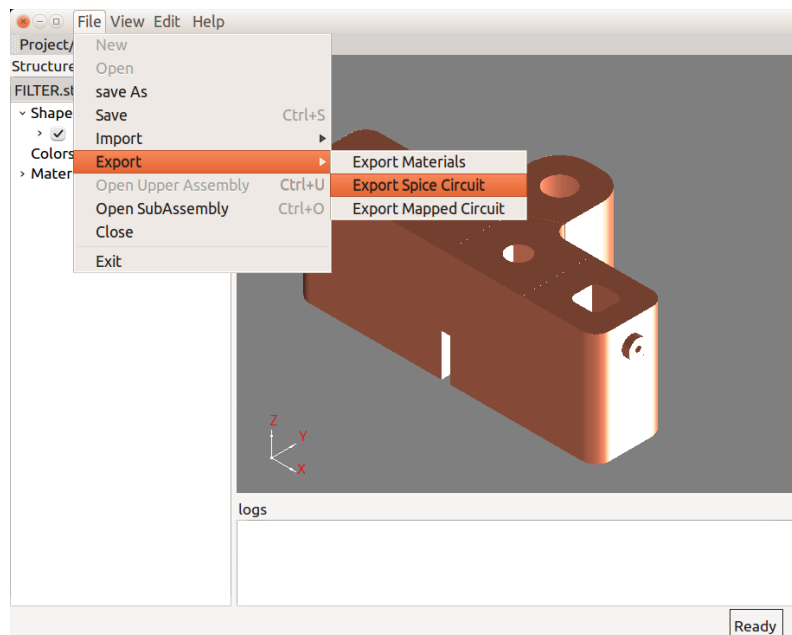 File View Edit Help
Project/
New
Structure
Open
FILTER.st
save As
Shape
Save Ctrl+S
Import
Colors
Export Export Materials
Mater
Open Upper Assembly Ctrl+U Export Spice Circuit
Open SubAssembly Ctrl+O Export Mapped Circuit
Close
Exit
Z
Y
X
logs
Ready